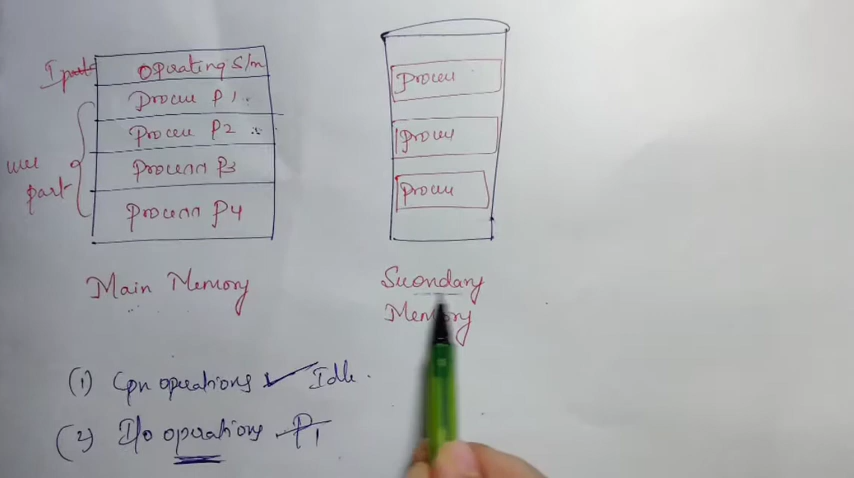 I part Operating S/m
Process P1
Process P2
Process P3
Process P4
user part
Main Memory
Process
Process
Process
Secondary
Memory
(1) Cpu operations ✓ Idle.
(2) I/o operations P1